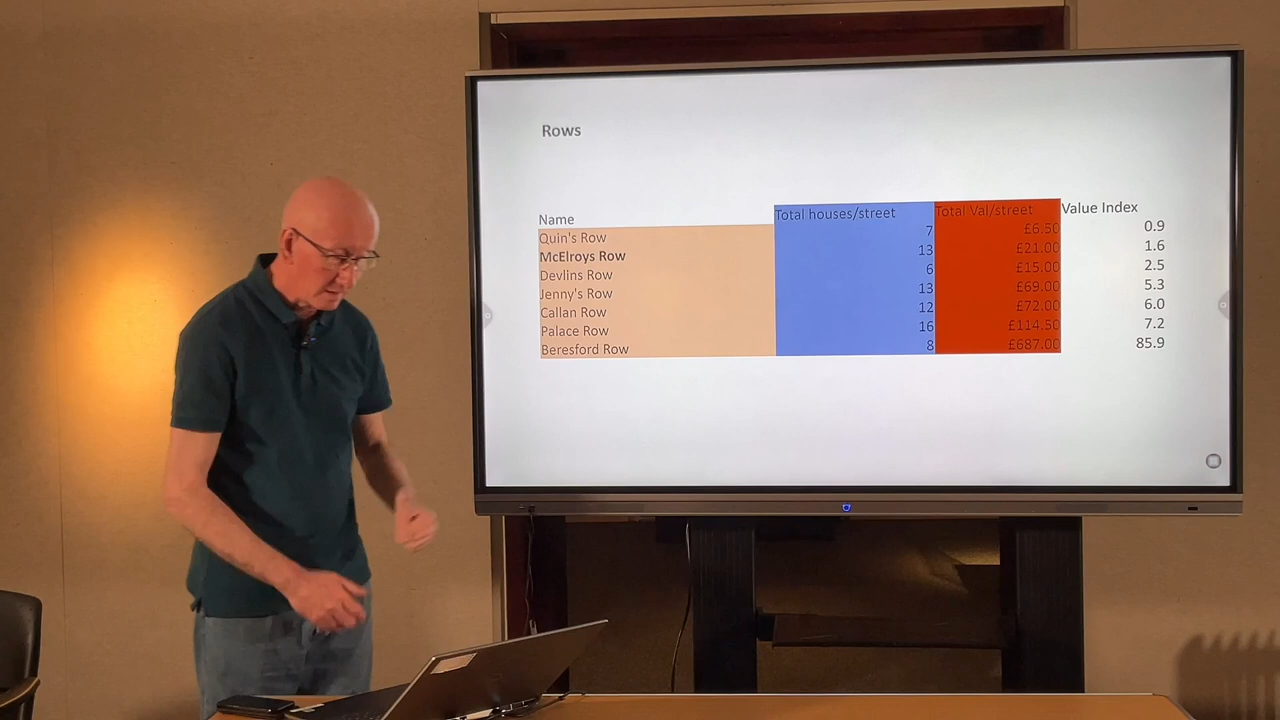 Rows
Name Total houses/street Total Val/street Value Index
Quin's Row 7 £6.50 0.9
McElroys Row 13 £21.00 1.6
Devlins Row 6 £15.00 2.5
Jenny's Row 13 £69.00 5.3
Callan Row 12 £72.00 6.0
Palace Row 16 £114.50 7.2
Beresford Row 8 £687.00 85.9